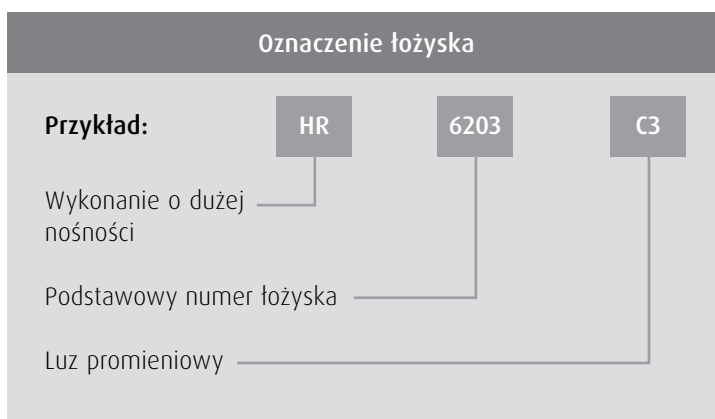 Oznaczenie łożyska
Przykład: HR 6203 C3
Wykonanie o dużej
nośności
Podstawowy numer łożyska
Luz promieniowy